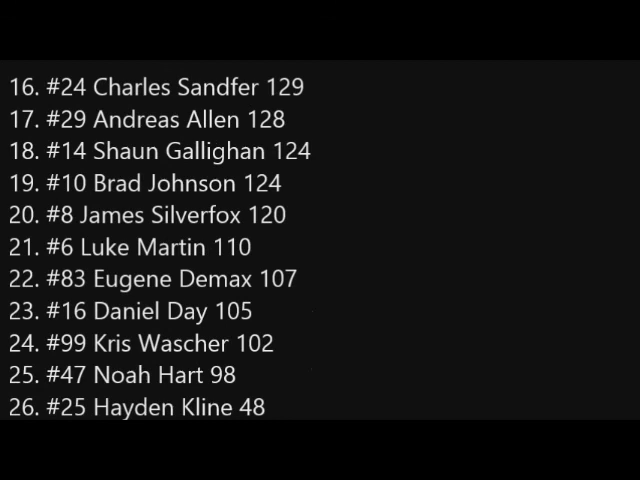 16. #24 Charles Sandfer 129
17. #29 Andreas Allen 128
18. #14 Shaun Gallighan 124
19. #10 Brad Johnson 124
20. #8 James Silverfox 120
21. #6 Luke Martin 110
22. #83 Eugene Demax 107
23. #16 Daniel Day 105
24. #99 Kris Wascher 102
25. #47 Noah Hart 98
26. #25 Hayden Kline 48